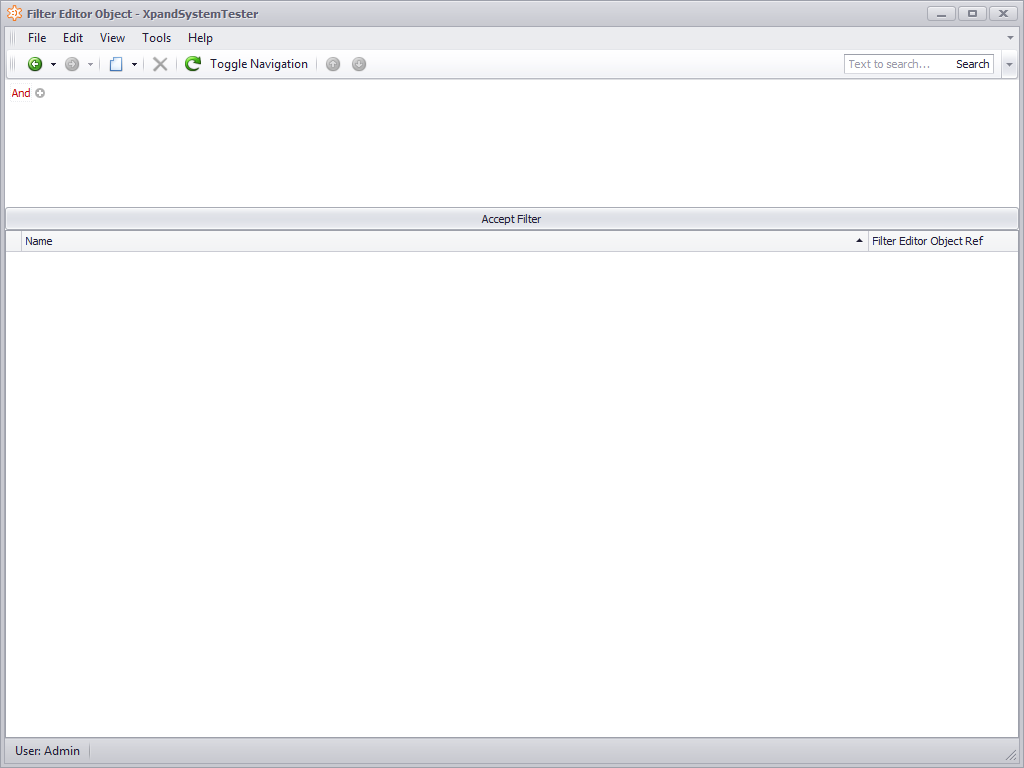 Filter Editor Object - XpandSystemTester
File Edit View Tools Help
Toggle Navigation Text to search... Search
And
Accept Filter
Name Filter Editor Object Ref
User: Admin